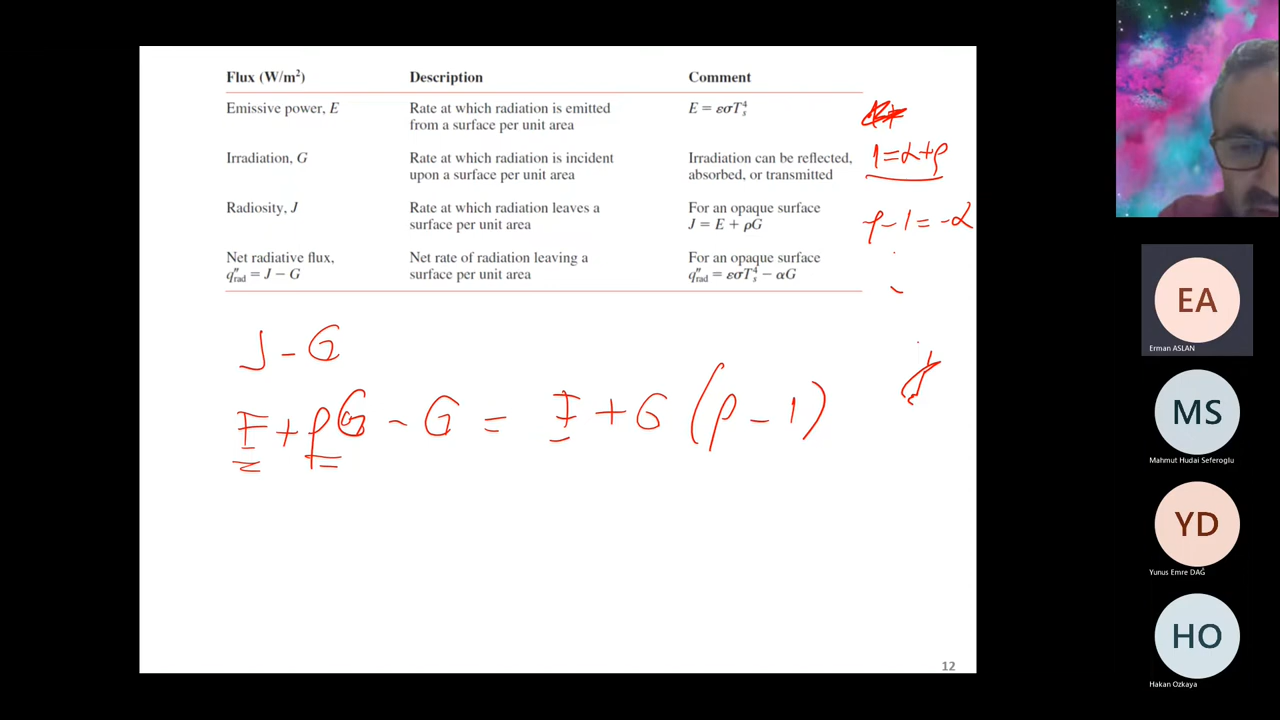 Flux (W/m²) Description Comment
Emissive power, E Rate at which radiation is emitted E = εσT⁴ₛ
from a surface per unit area
Irradiation, G Rate at which radiation is incident Irradiation can be reflected,
upon a surface per unit area absorbed, or transmitted
1 = α + ρ
Radiosity, J Rate at which radiation leaves a For an opaque surface
surface per unit area J = E + ρG
ρ - 1 = -α
Net radiative flux, Net rate of radiation leaving a For an opaque surface
q″rad = J − G surface per unit area q″rad = εσT⁴ₛ − αG
J - G
E + ρG - G = E + G (ρ - 1)
12
EA
Erman ASLAN
MS
Mahmut Hudai Seferoglu
YD
Yunus Emre DAĞ
HO
Hakan Ozkaya